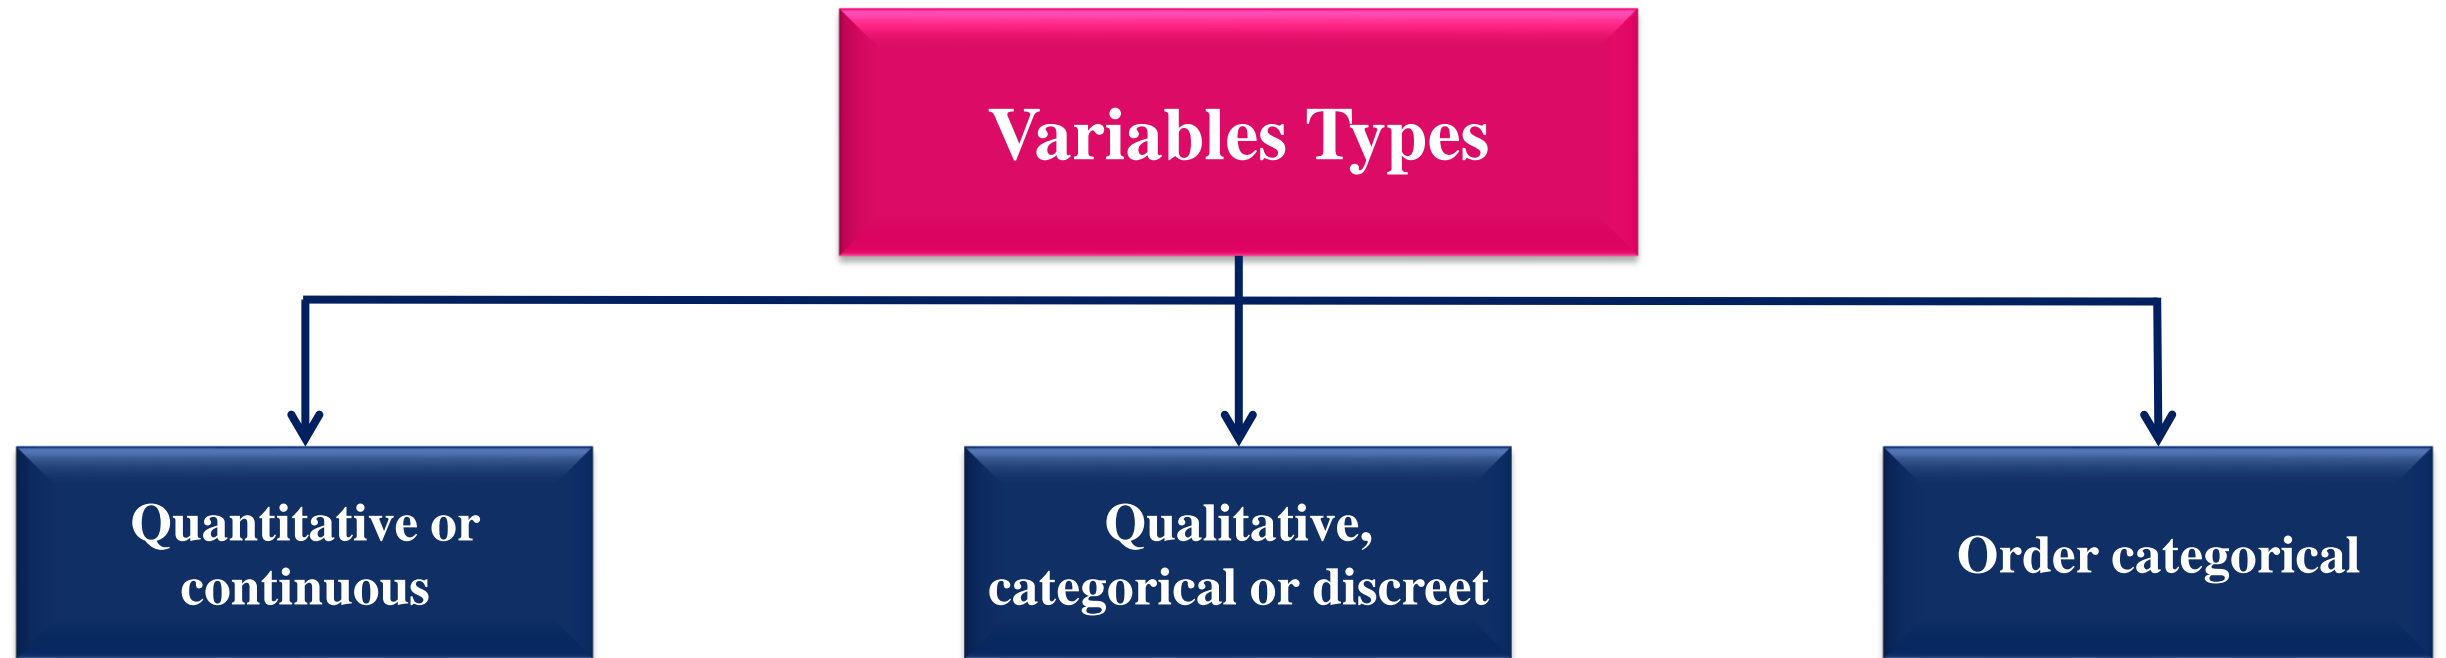 Variables Types
Quantitative or
continuous
Qualitative,
categorical or discreet
Order categorical